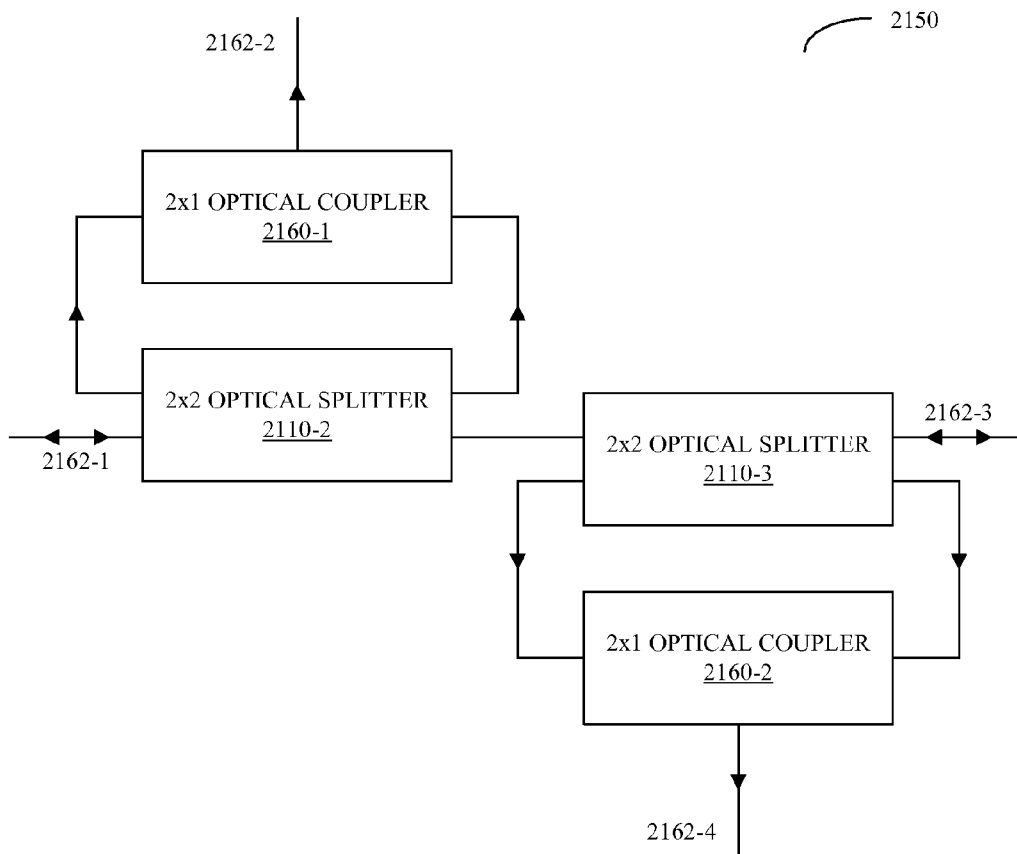 2162-2
2150
2x1 OPTICAL COUPLER
2160-1
2x2 OPTICAL SPLITTER
2110-2
2162-1
2162-3
2x2 OPTICAL SPLITTER
2110-3
2x1 OPTICAL COUPLER
2160-2
2162-4